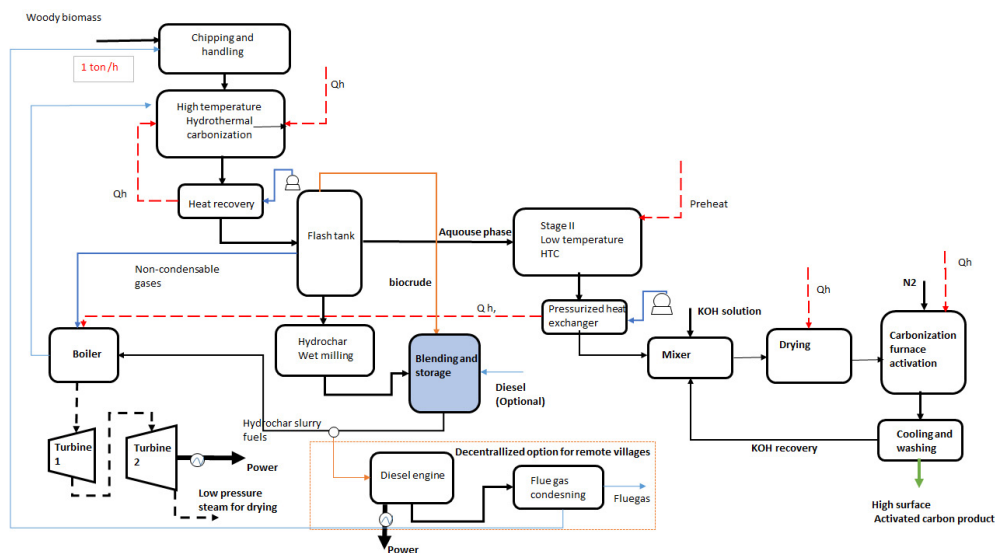 Woody biomass
1 ton/h
Chipping and
handling
Qh
High temperature
Hydrothermal
carbonization
Qh
Heat recovery
Flash tank
Aquouse phase
Stage II
Low temperature
HTC
Preheat
Non-condensable
gases
biocrude
Q h,
Pressurized heat
exchanger
Boiler
Hydrochar
Wet milling
Blending and
storage
Diesel
(Optional)
KOH solution
Mixer
Qh
Drying
N2
Qh
Carbonization
furnace
activation
Hydrochar slurry
fuels
Turbine
1
Turbine
2
Power
Low pressure
steam for drying
Decentrallized option for remote villages
Diesel engine
Flue gas
condesning
Fluegas
Power
KOH recovery
Cooling and
washing
High surface
Activated carbon product